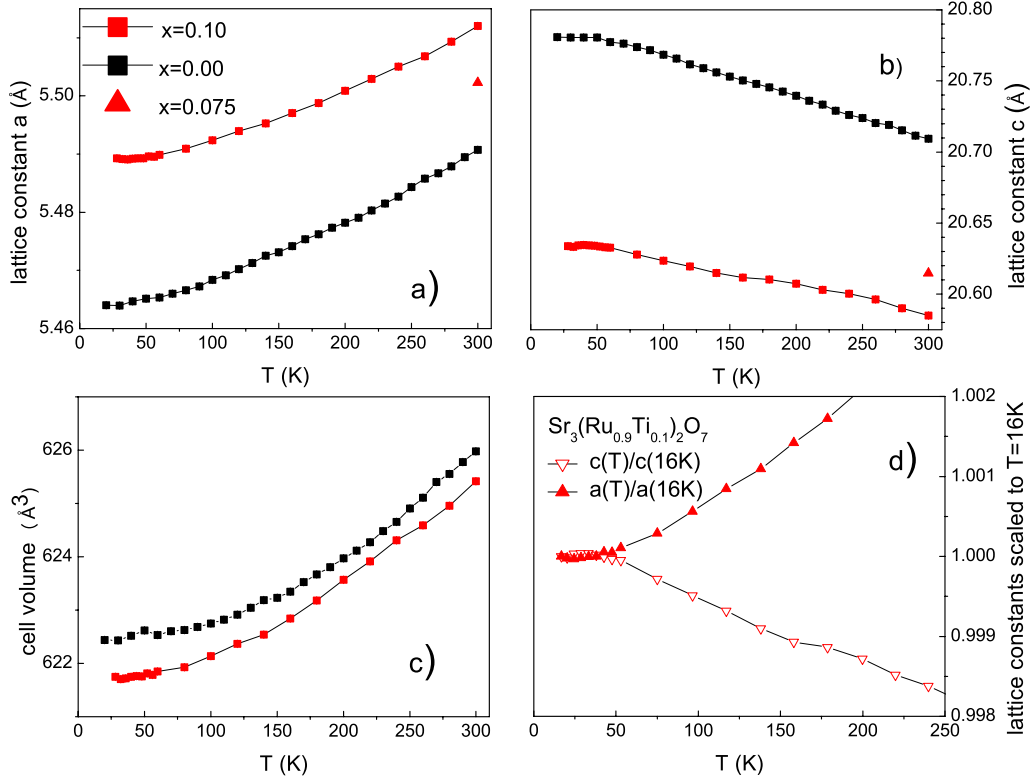 x=0.10
x=0.00
x=0.075
5.50
5.48
5.46
lattice constant a (Å)
a)
0 50 100 150 200 250 300
T (K)
20.80
20.75
20.70
20.65
20.60
lattice constant c (Å)
b)
0 50 100 150 200 250 300
T (K)
626
624
622
cell volume (Å3)
c)
0 50 100 150 200 250 300
T (K)
Sr3(Ru0.9Ti0.1)2O7
c(T)/c(16K)
a(T)/a(16K)
d)
1.002
1.001
1.000
0.999
0.998
lattice constants scaled to T=16K
0 50 100 150 200 250
T (K)